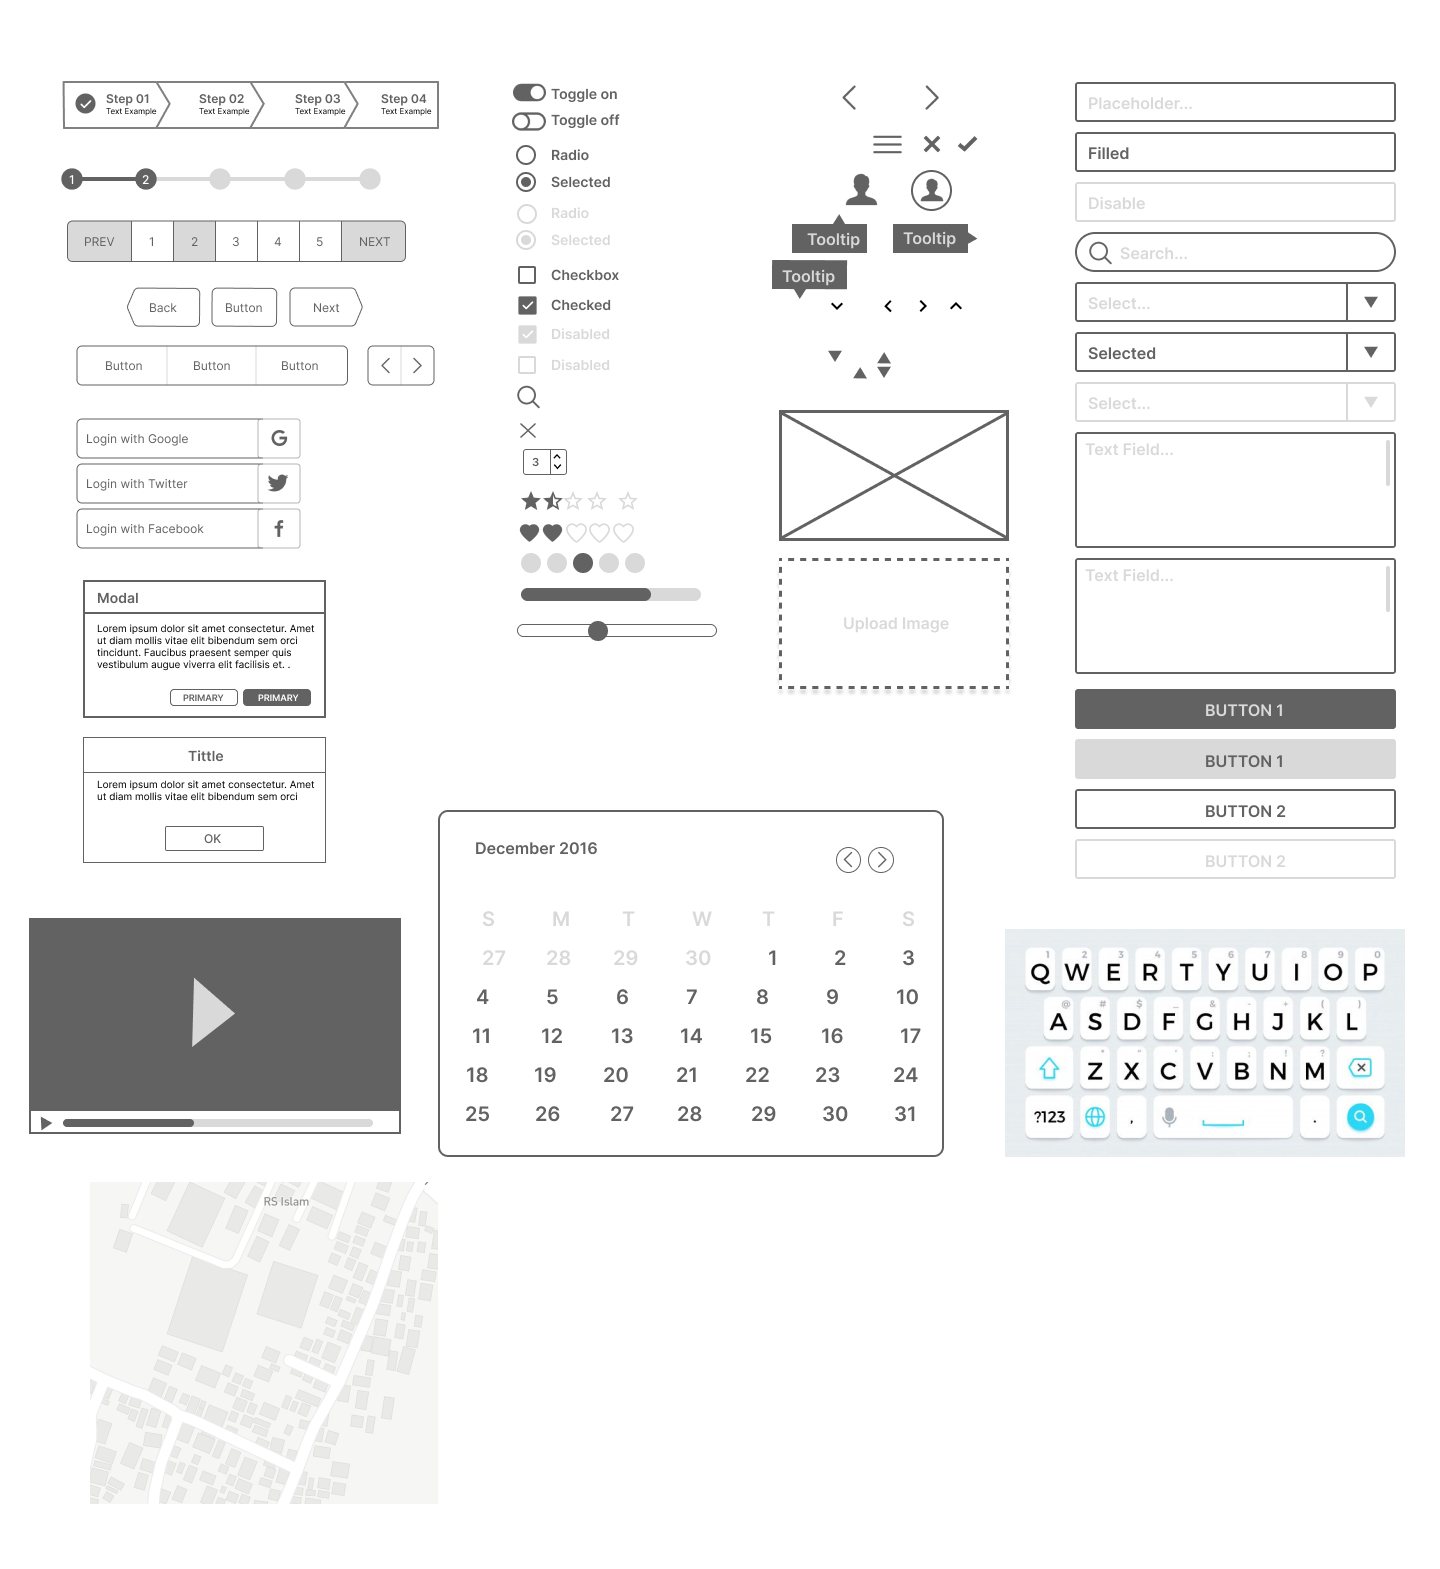 Step 01
Text Example
Step 02
Text Example
Step 03
Text Example
Step 04
Text Example
1
2
PREV 1 2 3 4 5 NEXT
Back
Button
Next
Button
Button
Button
Login with Google
G
Login with Twitter
Login with Facebook
f
Modal
Lorem ipsum dolor sit amet consectetur. Amet
ut diam mollis vitae elit bibendum sem orci
tincidunt. Faucibus praesent semper quis
vestibulum augue viverra elit facilisis et. .
PRIMARY
PRIMARY
Tittle
Lorem ipsum dolor sit amet consectetur. Amet
ut diam mollis vitae elit bibendum sem orci
OK
Toggle on
Toggle off
Radio
Selected
Radio
Selected
Checkbox
Checked
Disabled
Disabled
3
Tooltip
Tooltip
Tooltip
Upload Image
Placeholder...
Filled
Disable
Search...
Select...
Selected
Select...
Text Field...
Text Field...
BUTTON 1
BUTTON 1
BUTTON 2
BUTTON 2
December 2016
S M T W T F S
27 28 29 30 1 2 3
4 5 6 7 8 9 10
11 12 13 14 15 16 17
18 19 20 21 22 23 24
25 26 27 28 29 30 31
1 2 3 4 5 6 7 8 9 0
Q W E R T Y U I O P
@ # $ _ & - + ( )
A S D F G H J K L
* " ' : ; ! ?
Z X C V B N M
?123 , .
RS Islam